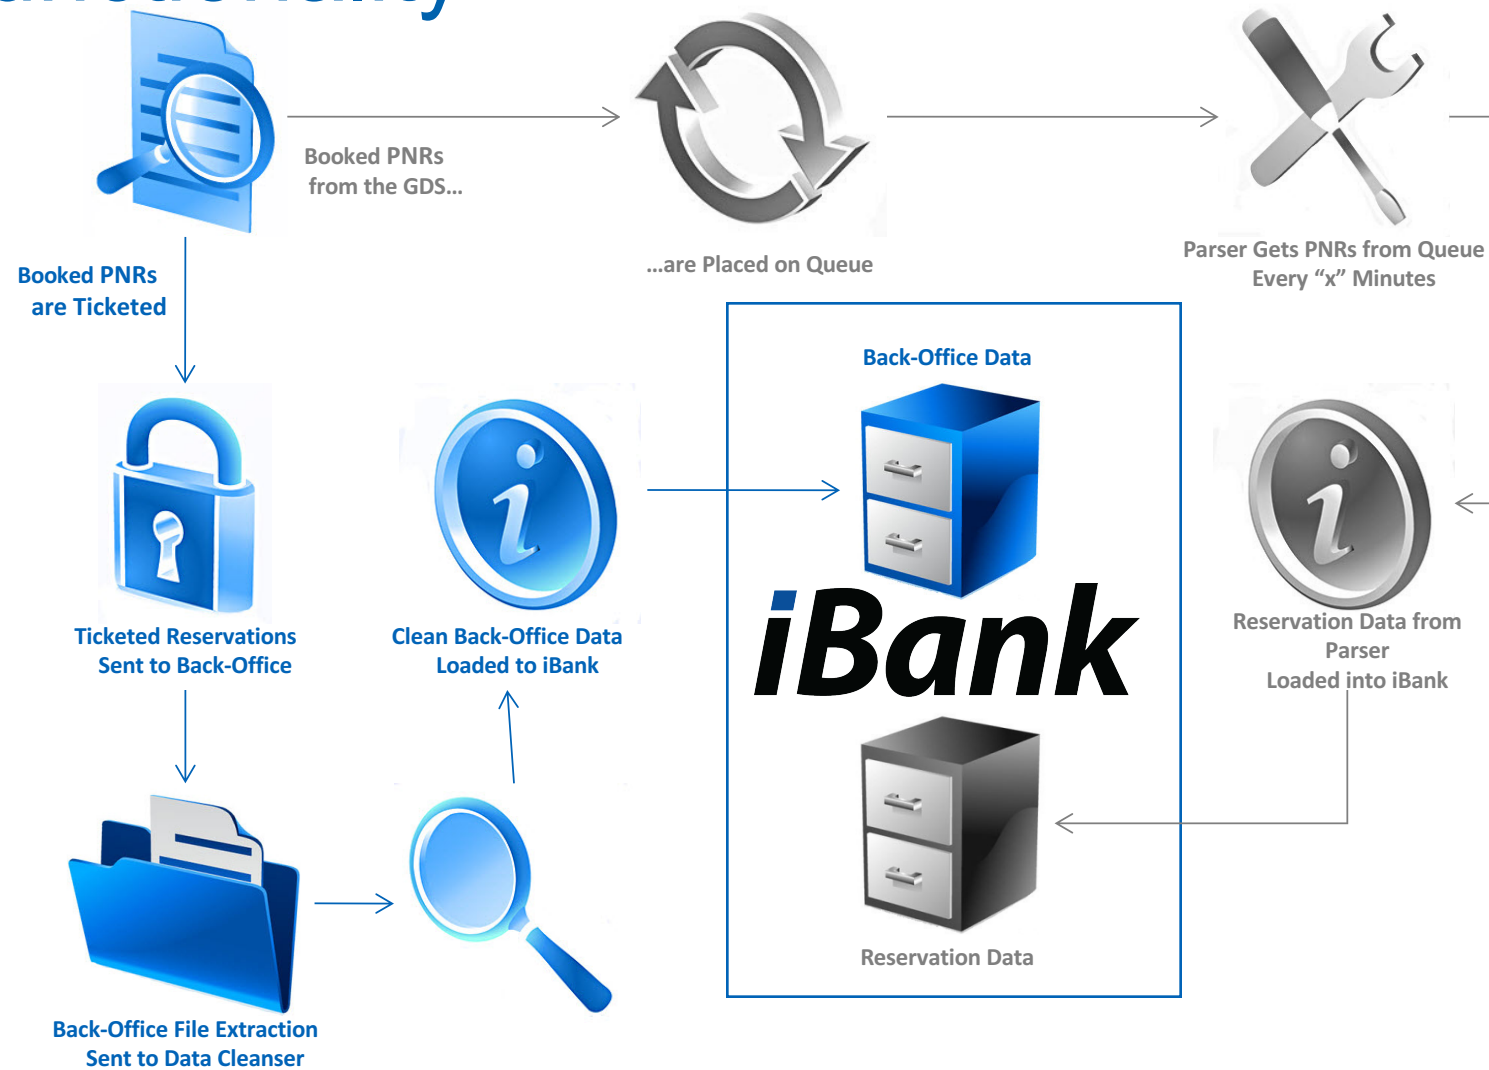 Booked PNRs
from the GDS...
...are Placed on Queue
Parser Gets PNRs from Queue
Every “x” Minutes
Booked PNRs
are Ticketed
Back-Office Data
Ticketed Reservations
Sent to Back-Office
Clean Back-Office Data
Loaded to iBank
iBank
Reservation Data from
Parser
Loaded into iBank
Reservation Data
Back-Office File Extraction
Sent to Data Cleanser